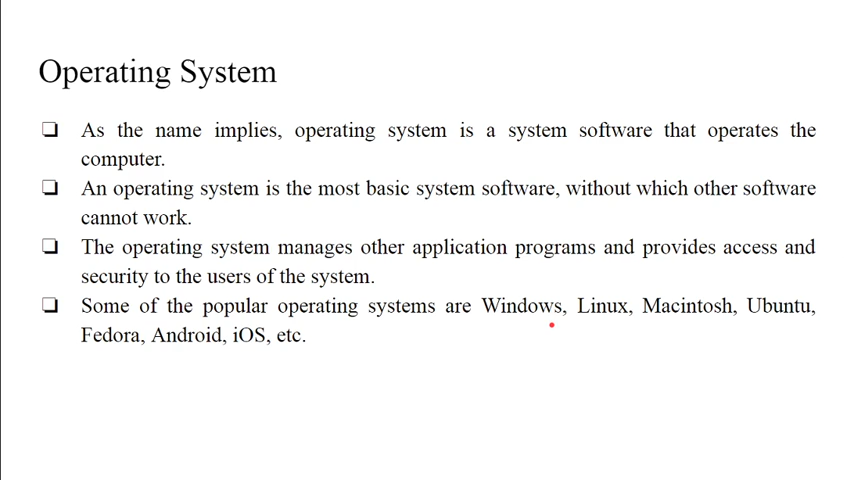 Operating System
❑ As the name implies, operating system is a system software that operates the
computer.
❑ An operating system is the most basic system software, without which other software
cannot work.
❑ The operating system manages other application programs and provides access and
security to the users of the system.
❑ Some of the popular operating systems are Windows, Linux, Macintosh, Ubuntu,
Fedora, Android, iOS, etc.